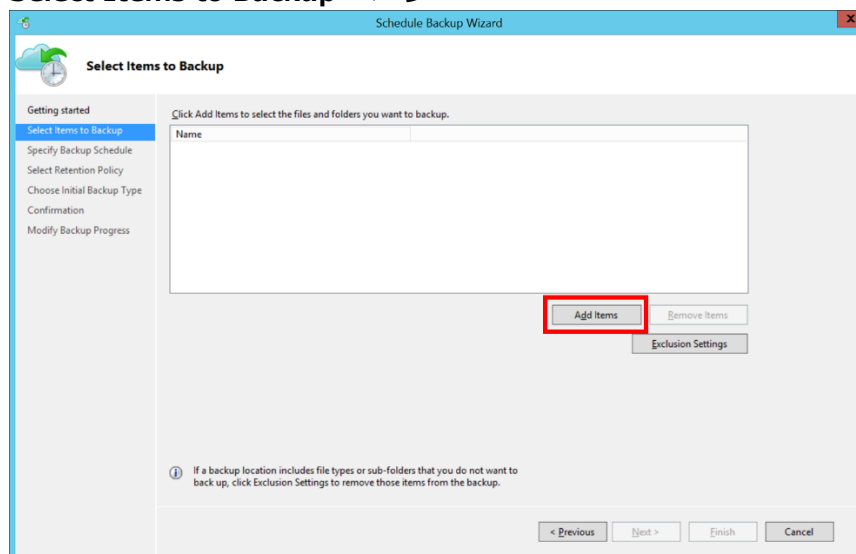 Select Items to Backup
Schedule Backup Wizard
x
Select Items to Backup
Getting started
Select Items to Backup
Specify Backup Schedule
Select Retention Policy
Choose Initial Backup Type
Confirmation
Modify Backup Progress
Click Add Items to select the files and folders you want to backup.
Name
Add Items
Remove Items
Exclusion Settings
If a backup location includes file types or sub-folders that you do not want to
back up, click Exclusion Settings to remove those items from the backup.
< Previous
Next >
Finish
Cancel